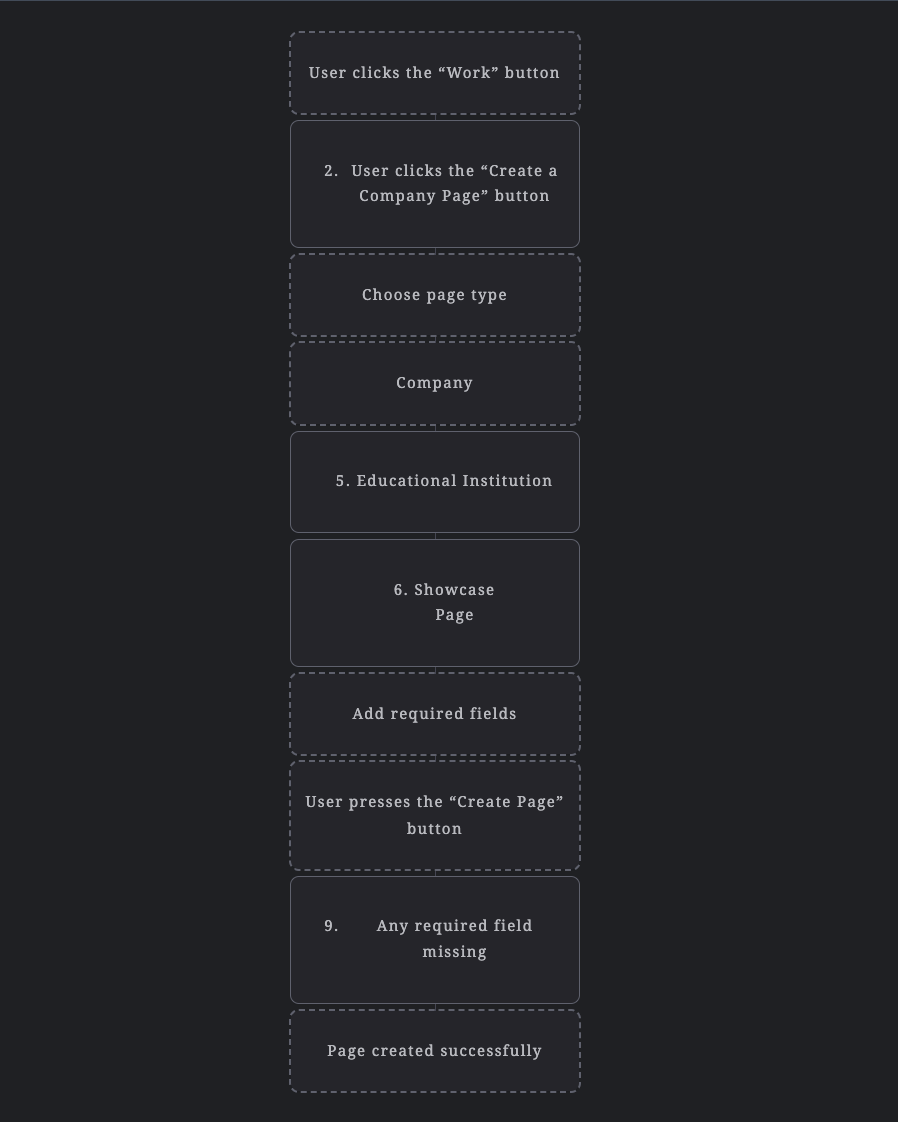 User clicks the “Work” button
2. User clicks the “Create a
Company Page” button
Choose page type
Company
5. Educational Institution
6. Showcase
Page
Add required fields
User presses the “Create Page”
button
9. Any required field
missing
Page created successfully